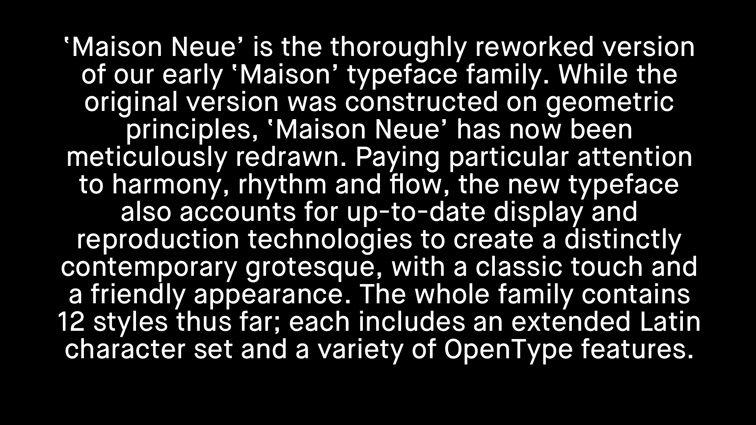 ‛Maison Neue’ is the thoroughly reworked version
of our early ‛Maison’ typeface family. While the
original version was constructed on geometric
principles, ‛Maison Neue’ has now been
meticulously redrawn. Paying particular attention
to harmony, rhythm and flow, the new typeface
also accounts for up-to-date display and
reproduction technologies to create a distinctly
contemporary grotesque, with a classic touch and
a friendly appearance. The whole family contains
12 styles thus far; each includes an extended Latin
character set and a variety of OpenType features.